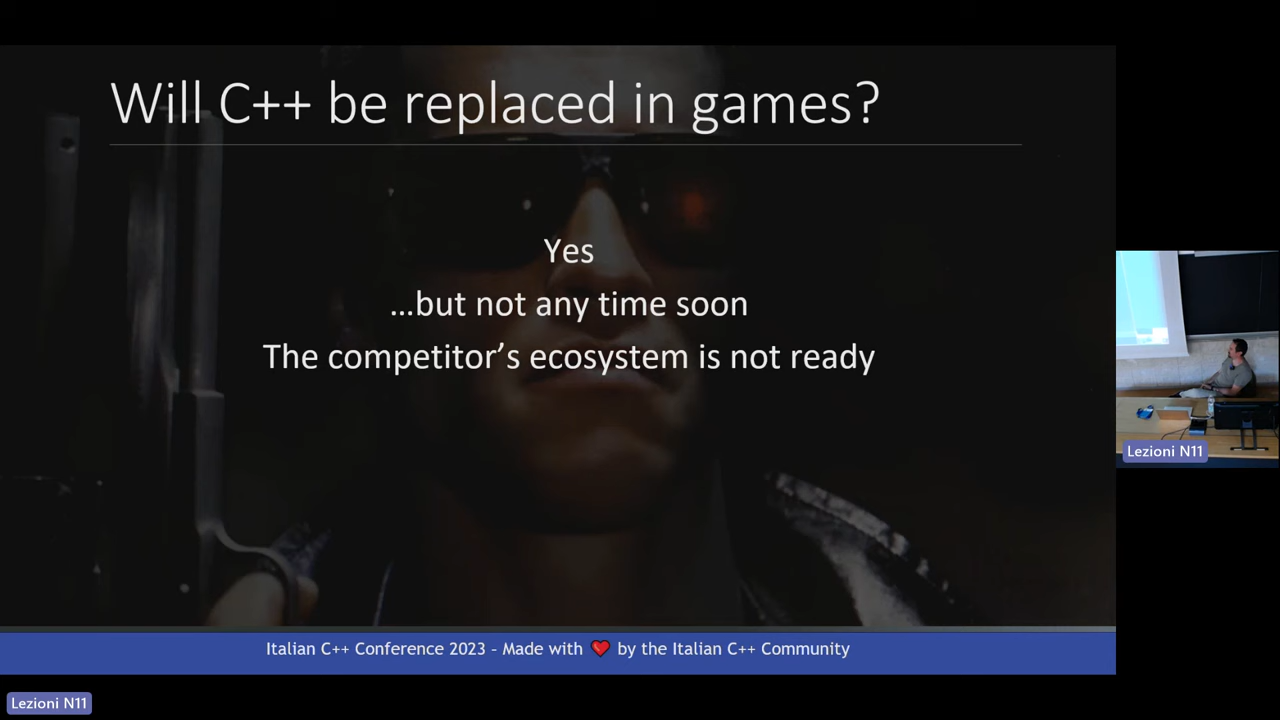 Will C++ be replaced in games?
Yes
…but not any time soon
The competitor’s ecosystem is not ready
Italian C++ Conference 2023 - Made with ❤ by the Italian C++ Community
Lezioni N11
Lezioni N11